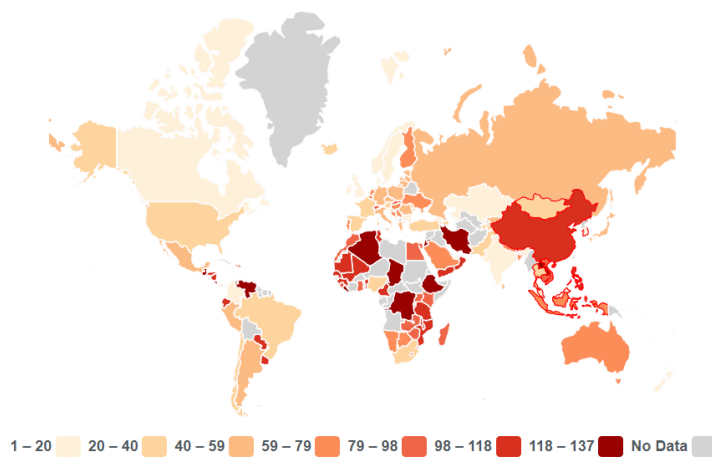 1 – 20 20 – 40 40 – 59 59 – 79 79 – 98 98 – 118 118 – 137 No Data